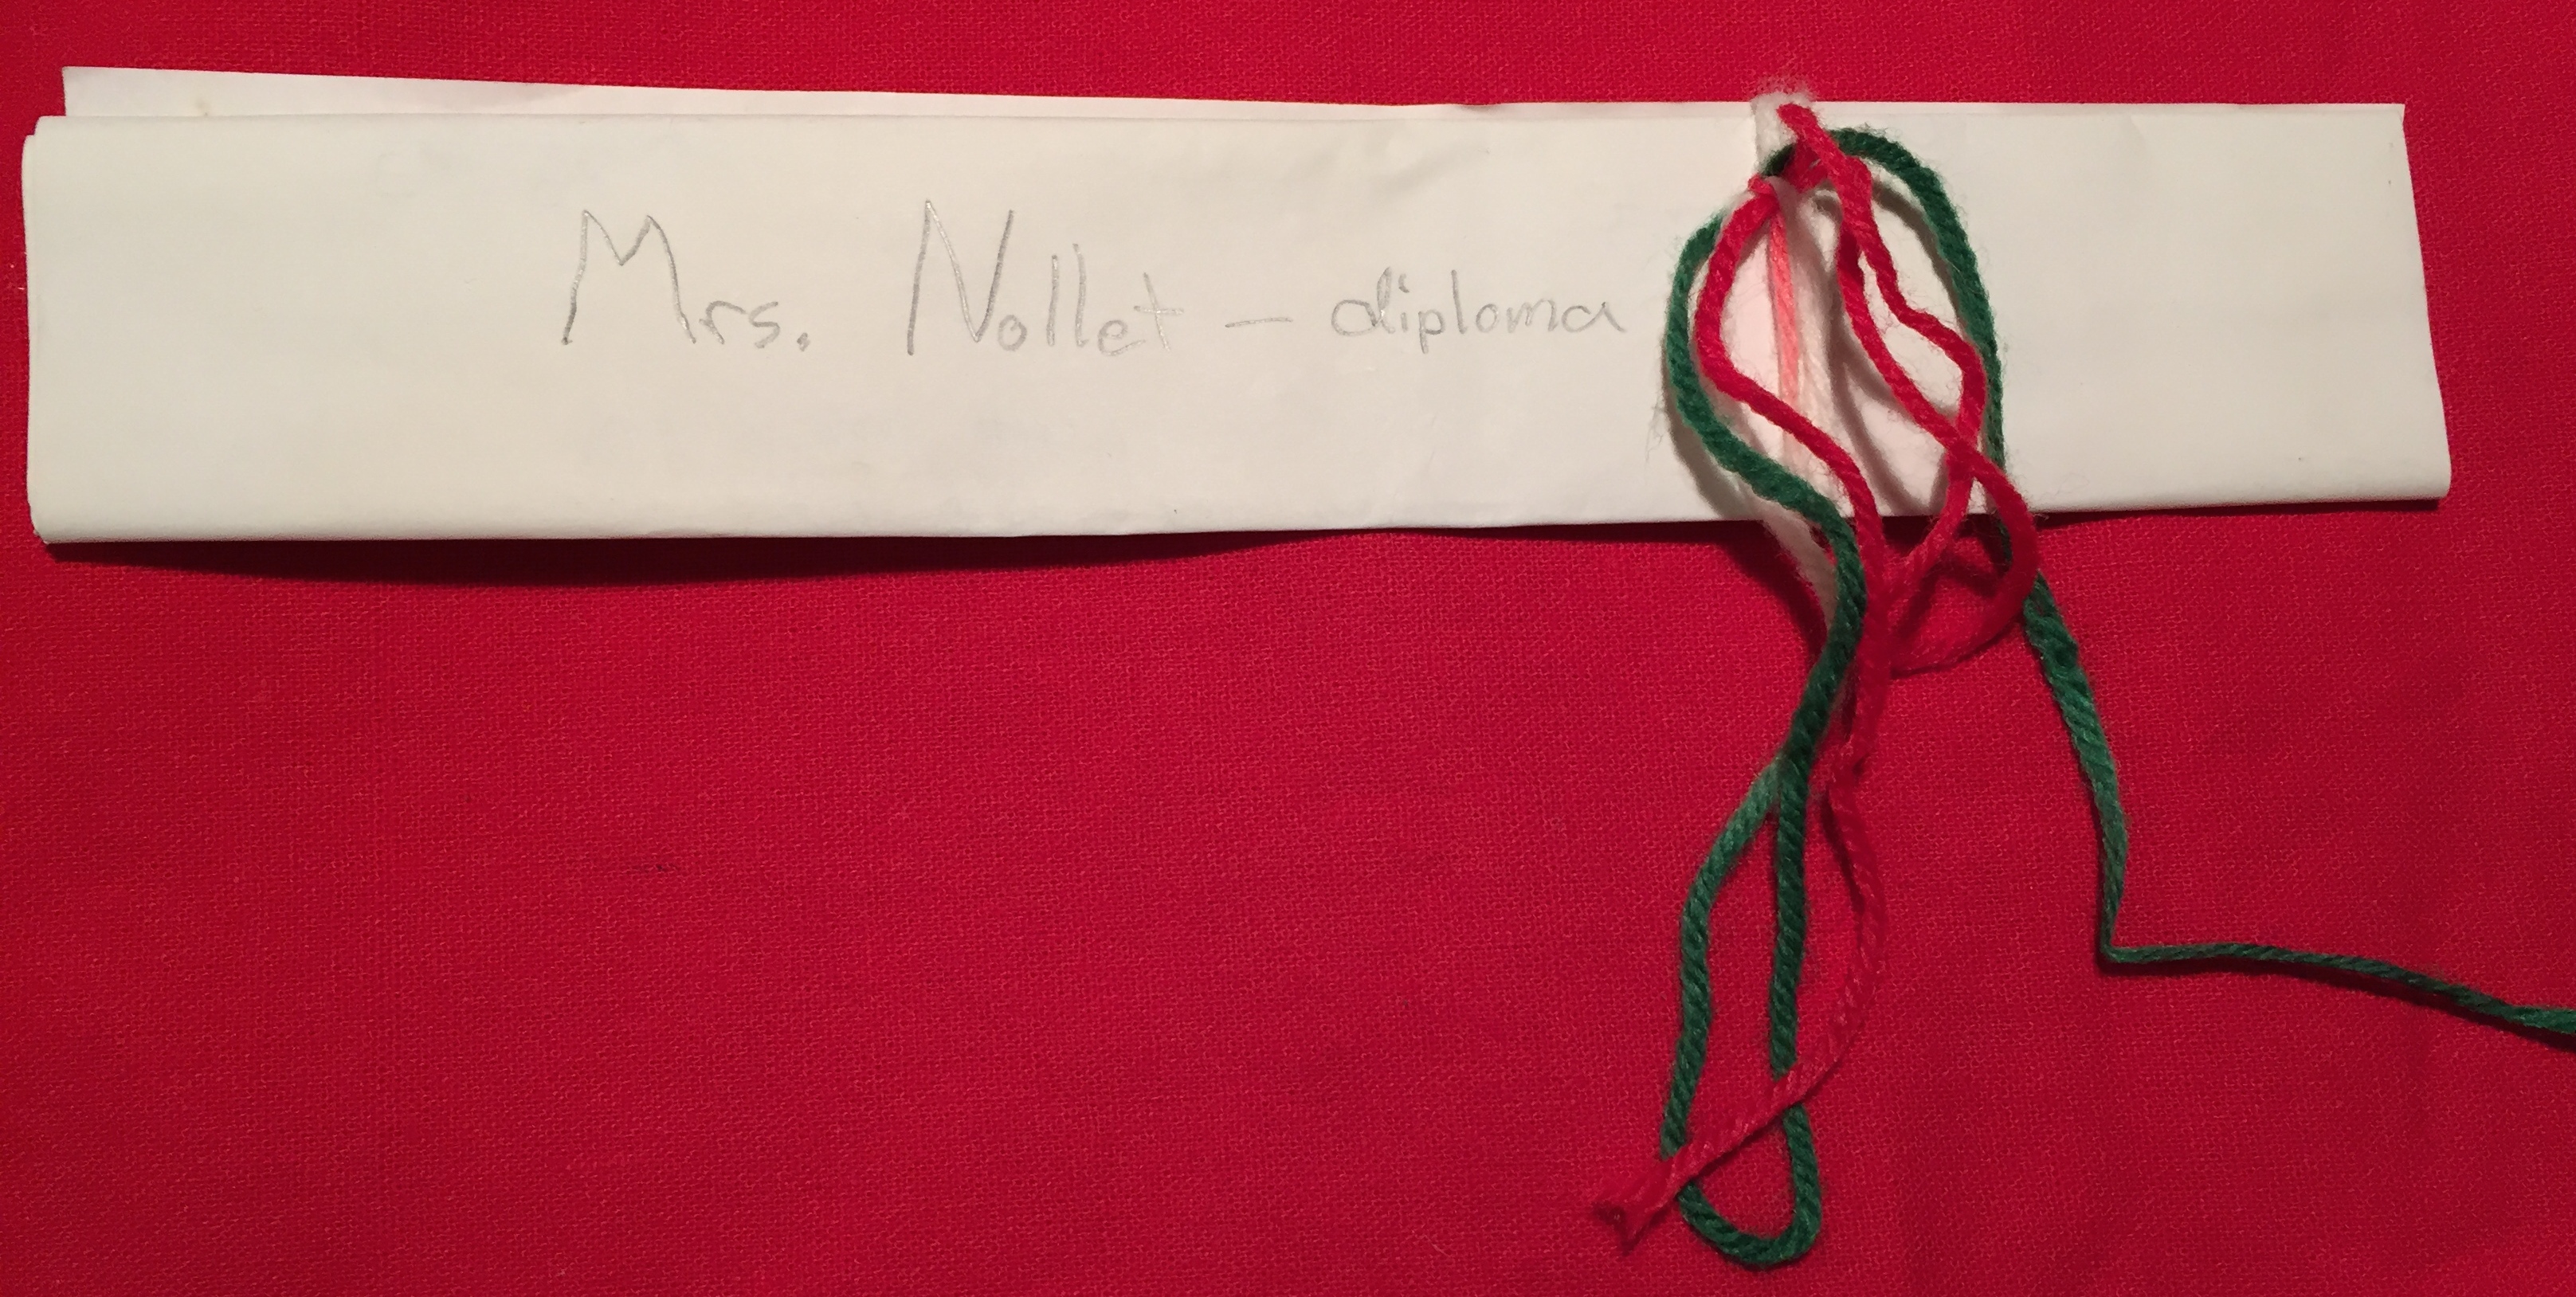 Mrs. Nollet - diploma